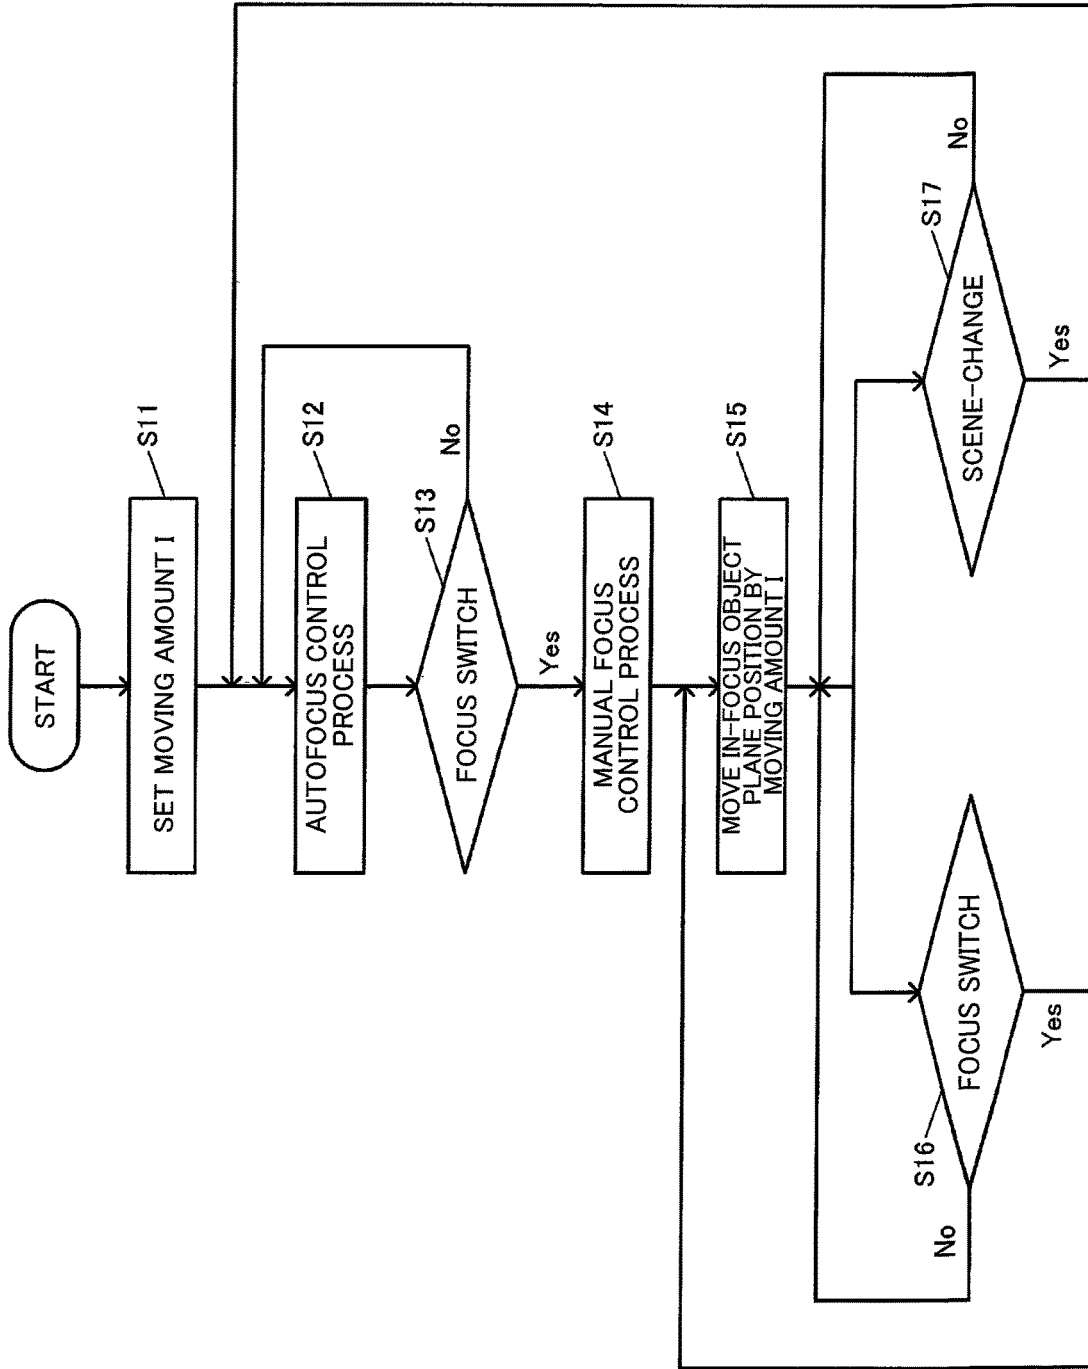 START
SET MOVING AMOUNT I
S11
AUTOFOCUS CONTROL
PROCESS
S12
FOCUS SWITCH
S13
No
Yes
MANUAL FOCUS
CONTROL PROCESS
S14
MOVE IN-FOCUS OBJECT
PLANE POSITION BY
MOVING AMOUNT I
S15
FOCUS SWITCH
S16
No
Yes
SCENE-CHANGE
S17
No
Yes